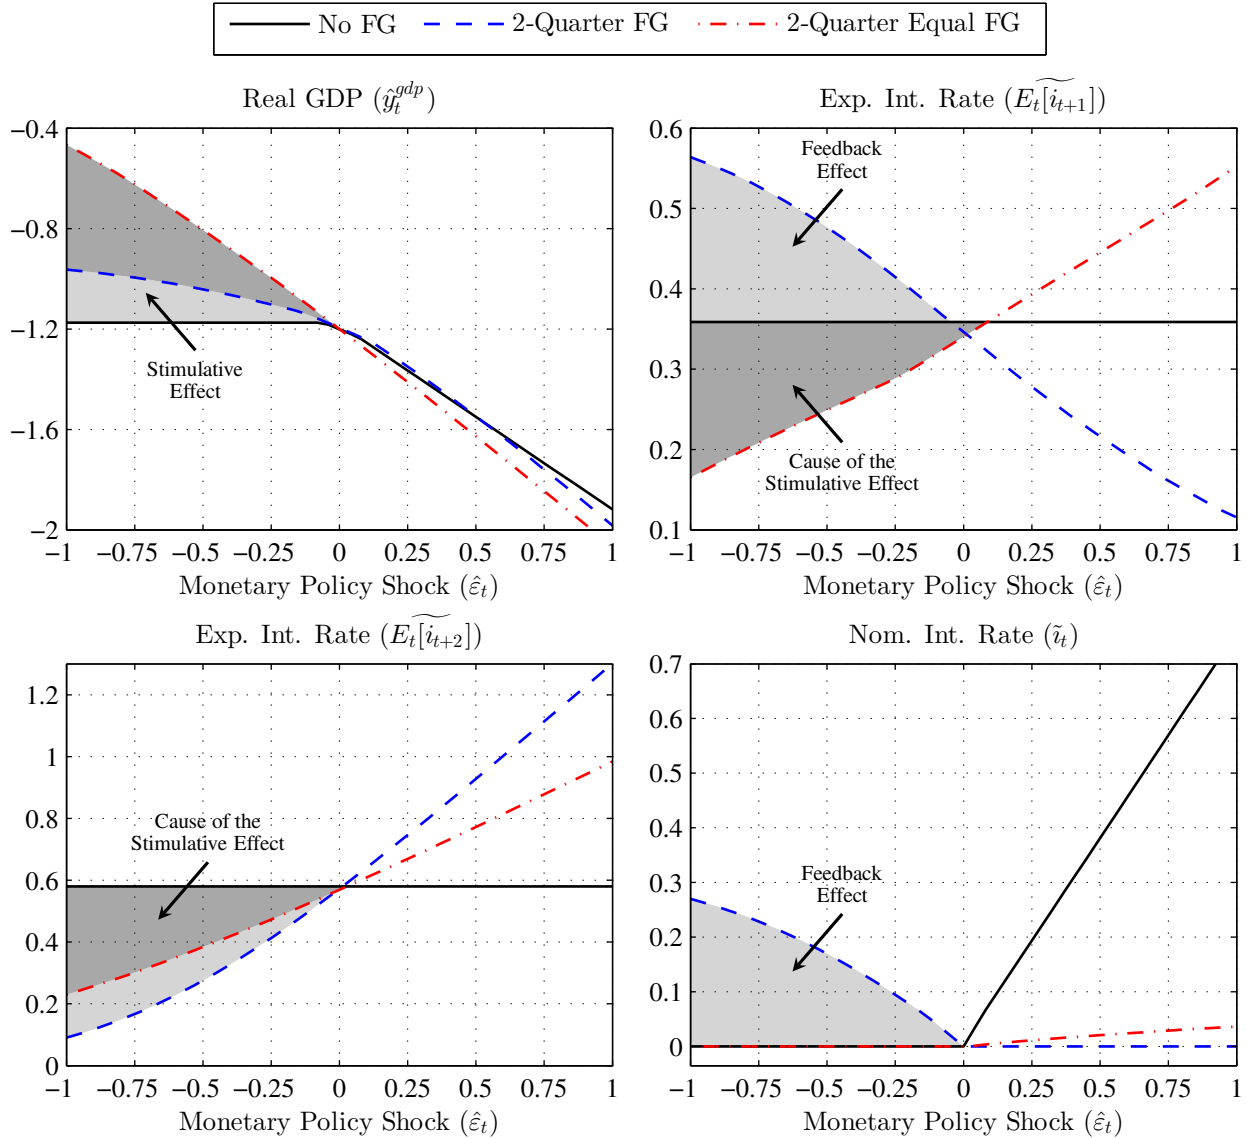 No FG 2-Quarter FG 2-Quarter Equal FG
Real GDP (ŷ_t^{gdp})
−0.4
−0.8
−1.2
−1.6
−2
Stimulative
Effect
−1 −0.75 −0.5 −0.25 0 0.25 0.5 0.75 1
Monetary Policy Shock (ε̂_t)
Exp. Int. Rate (\widetilde{E_t[i_{t+1}]})
0.6
0.5
0.4
0.3
0.2
0.1
Feedback
Effect
Cause of the
Stimulative Effect
−1 −0.75 −0.5 −0.25 0 0.25 0.5 0.75 1
Monetary Policy Shock (ε̂_t)
Exp. Int. Rate (\widetilde{E_t[i_{t+2}]})
1.2
1
0.8
0.6
0.4
0.2
0
Cause of the
Stimulative Effect
−1 −0.75 −0.5 −0.25 0 0.25 0.5 0.75 1
Monetary Policy Shock (ε̂_t)
Nom. Int. Rate (ĩ_t)
0.7
0.6
0.5
0.4
0.3
0.2
0.1
0
Feedback
Effect
−1 −0.75 −0.5 −0.25 0 0.25 0.5 0.75 1
Monetary Policy Shock (ε̂_t)